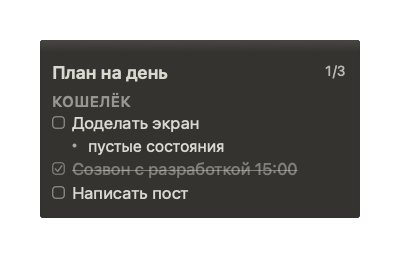 План на день
1/3
КОШЕЛЁК
Доделать экран
пустые состояния
Созвон с разработкой 15:00
Написать пост